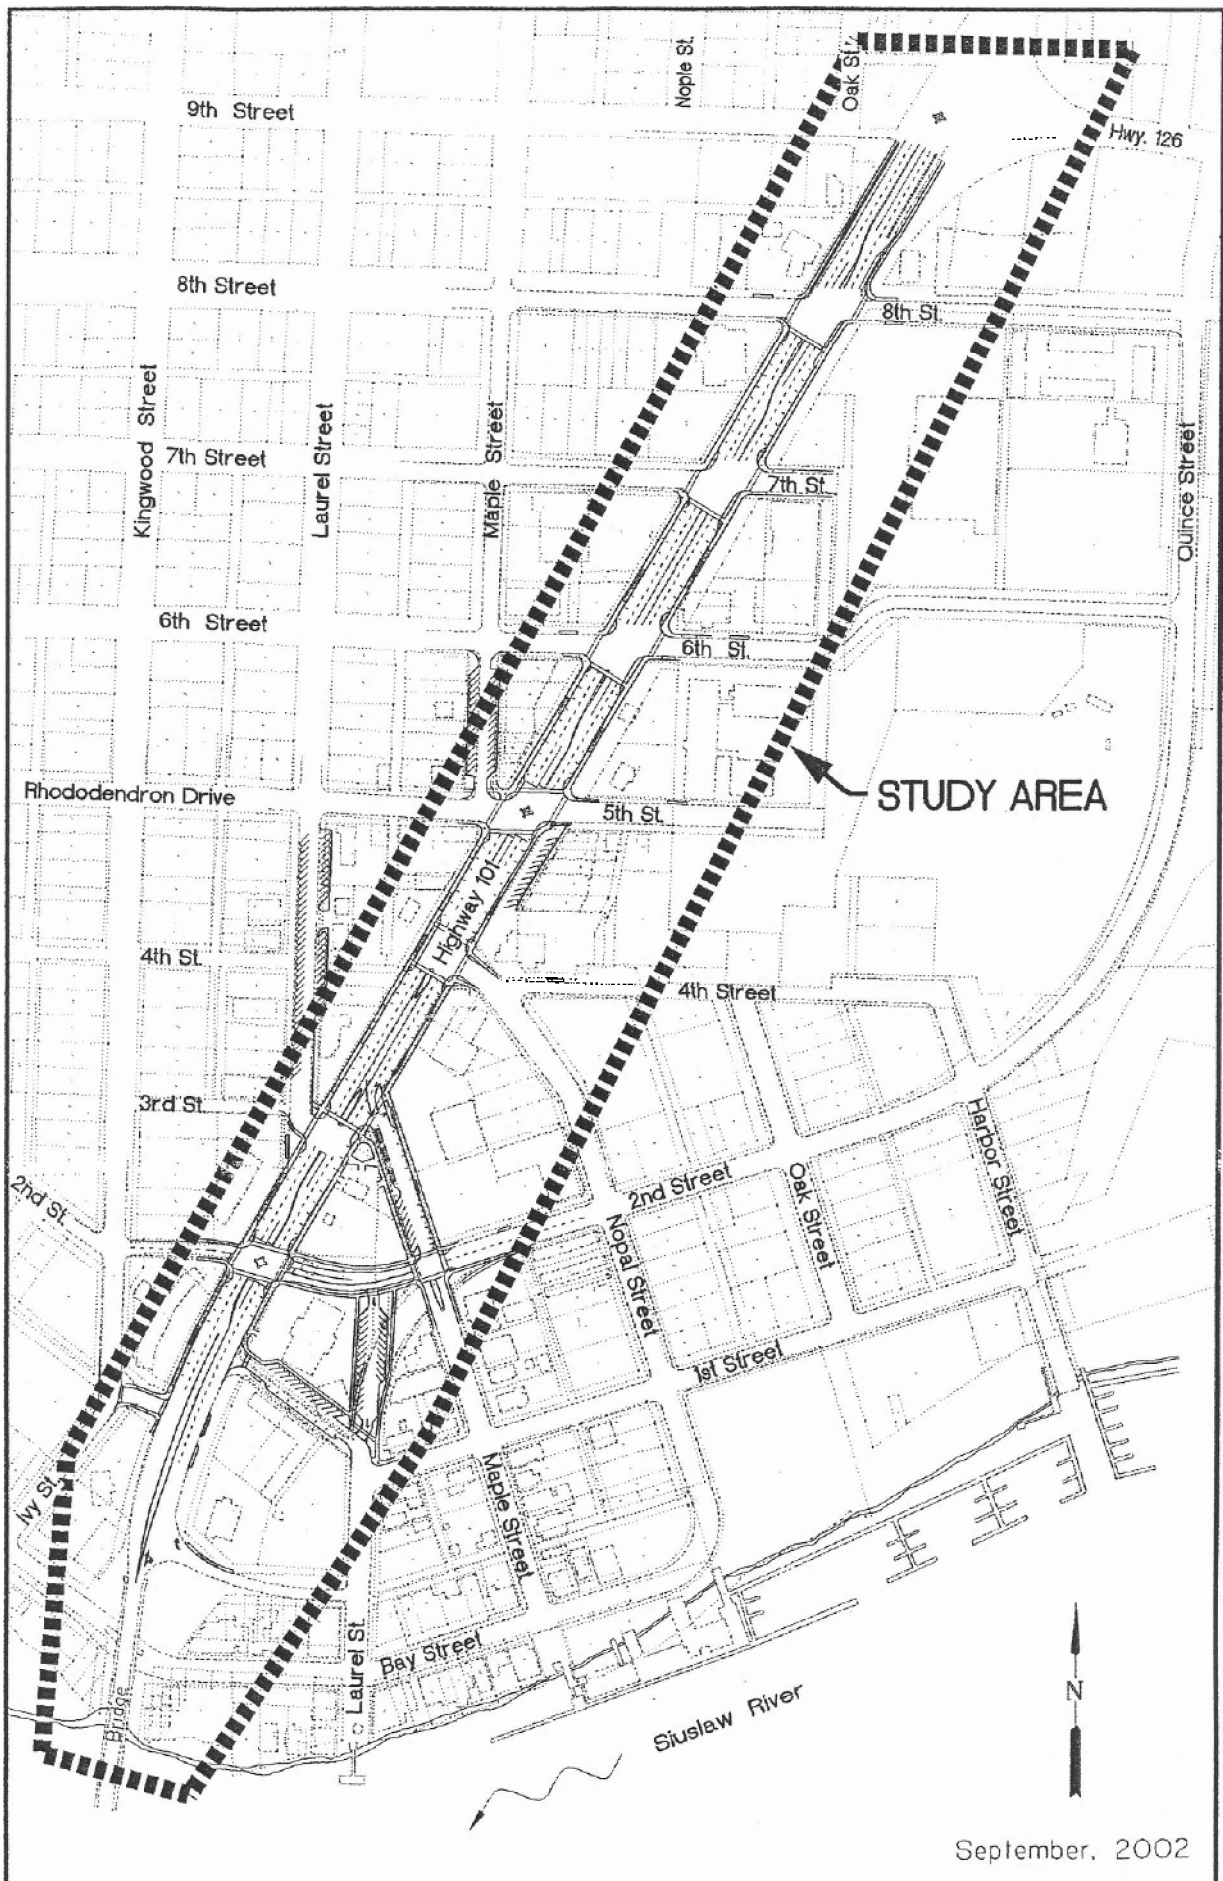 Nople St.
Oak St.
9th Street
Hwy. 126
8th Street
8th St.
Kingwood Street
Laurel Street
Maple Street
7th Street
7th St.
Quince Street
6th Street
6th St.
STUDY AREA
Rhododendron Drive
5th St.
Highway 101
4th St.
4th Street
3rd St.
Harbor Street
2nd St.
2nd Street
Oak Street
Nopal Street
1st Street
Ivy St.
Maple Street
Bay Street
Laurel St.
Bridge
Siuslaw River
N
September, 2002